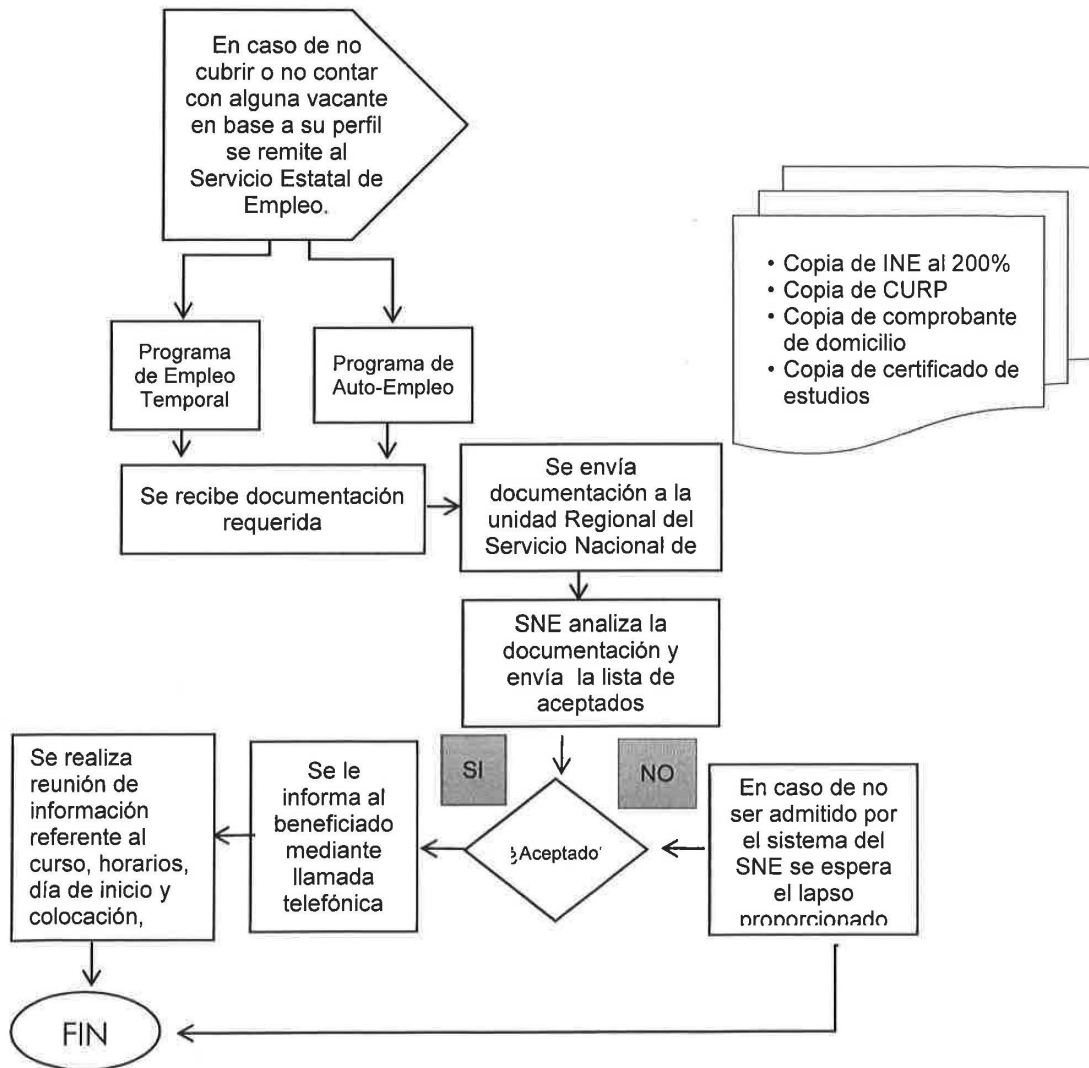 En caso de no
cubrir o no contar
con alguna vacante
en base a su perfil
se remite al
Servicio Estatal de
Empleo.
• Copia de INE al 200%
• Copia de CURP
• Copia de comprobante
de domicilio
• Copia de certificado de
estudios
Programa
de Empleo
Temporal
Programa de
Auto-Empleo
Se recibe documentación
requerida
Se envía
documentación a la
unidad Regional del
Servicio Nacional de
SNE analiza la
documentación y
envía la lista de
aceptados
SI
NO
¿Aceptado
Se le
informa al
beneficiado
mediante
llamada
telefónica
Se realiza
reunión de
información
referente al
curso, horarios,
día de inicio y
colocación,
En caso de no
ser admitido por
el sistema del
SNE se espera
el lapso
proporcionado
FIN